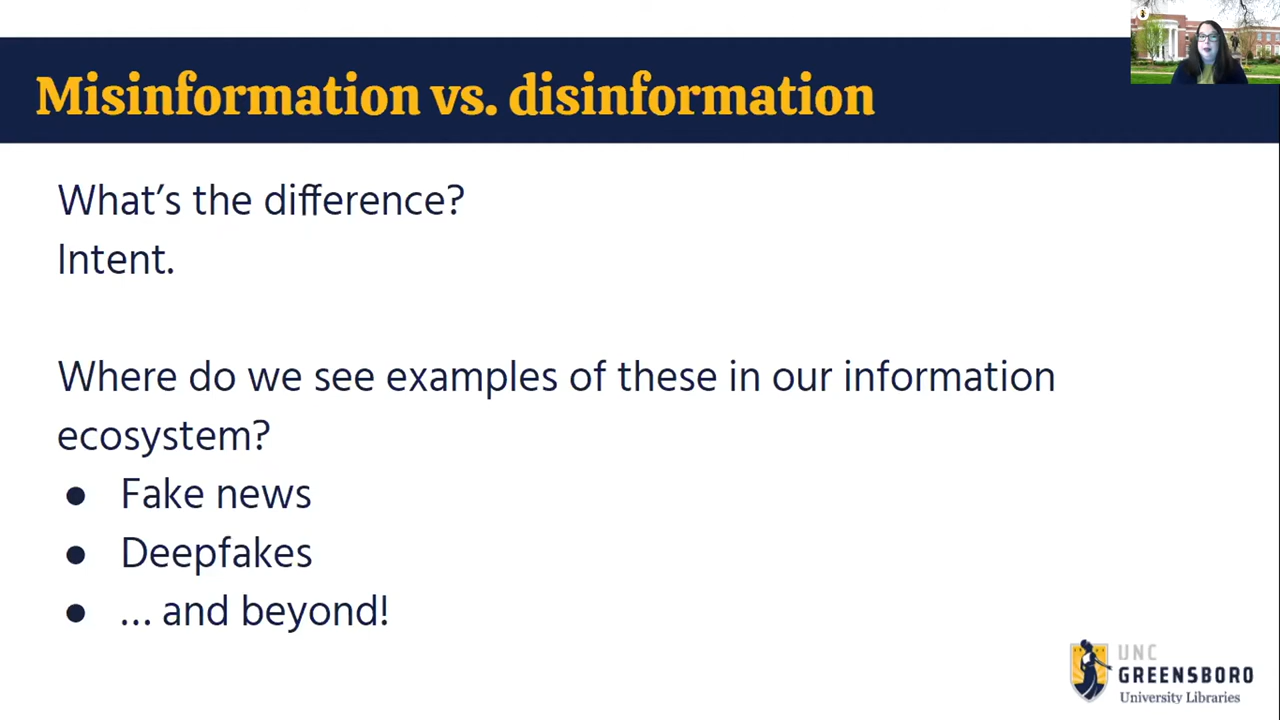 Misinformation vs. disinformation
What’s the difference?
Intent.
Where do we see examples of these in our information
ecosystem?
● Fake news
● Deepfakes
● … and beyond!
UNC
GREENSBORO
University Libraries